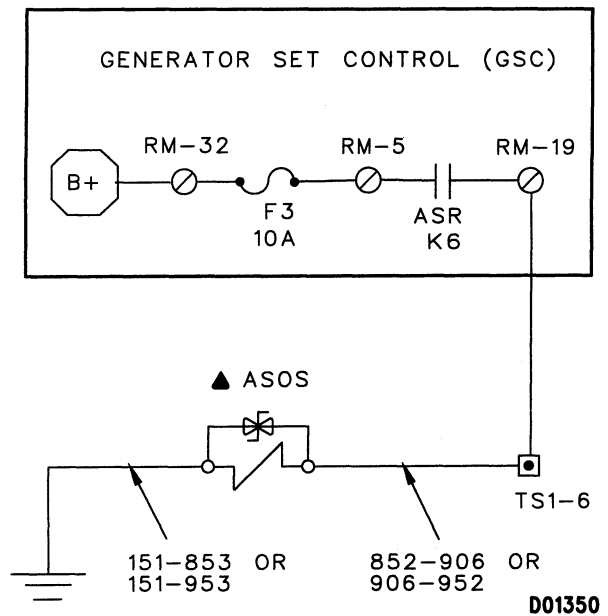 GENERATOR SET CONTROL (GSC)
RM-32
RM-5
RM-19
B+
F3
10A
ASR
K6
▲ ASOS
TS1-6
151-853 OR
151-953
852-906 OR
906-952
D01350